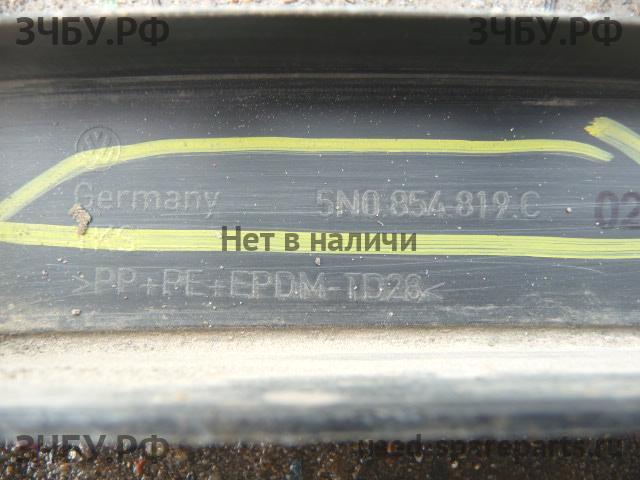 ЗЧБУ.РФ ЗЧБУ.РФ
Germany 5N0.854.819.C 02
Нет в наличи
>PP+PE+EPDM-TD28<
ЗЧБУ.РФ used-spareparts.ru